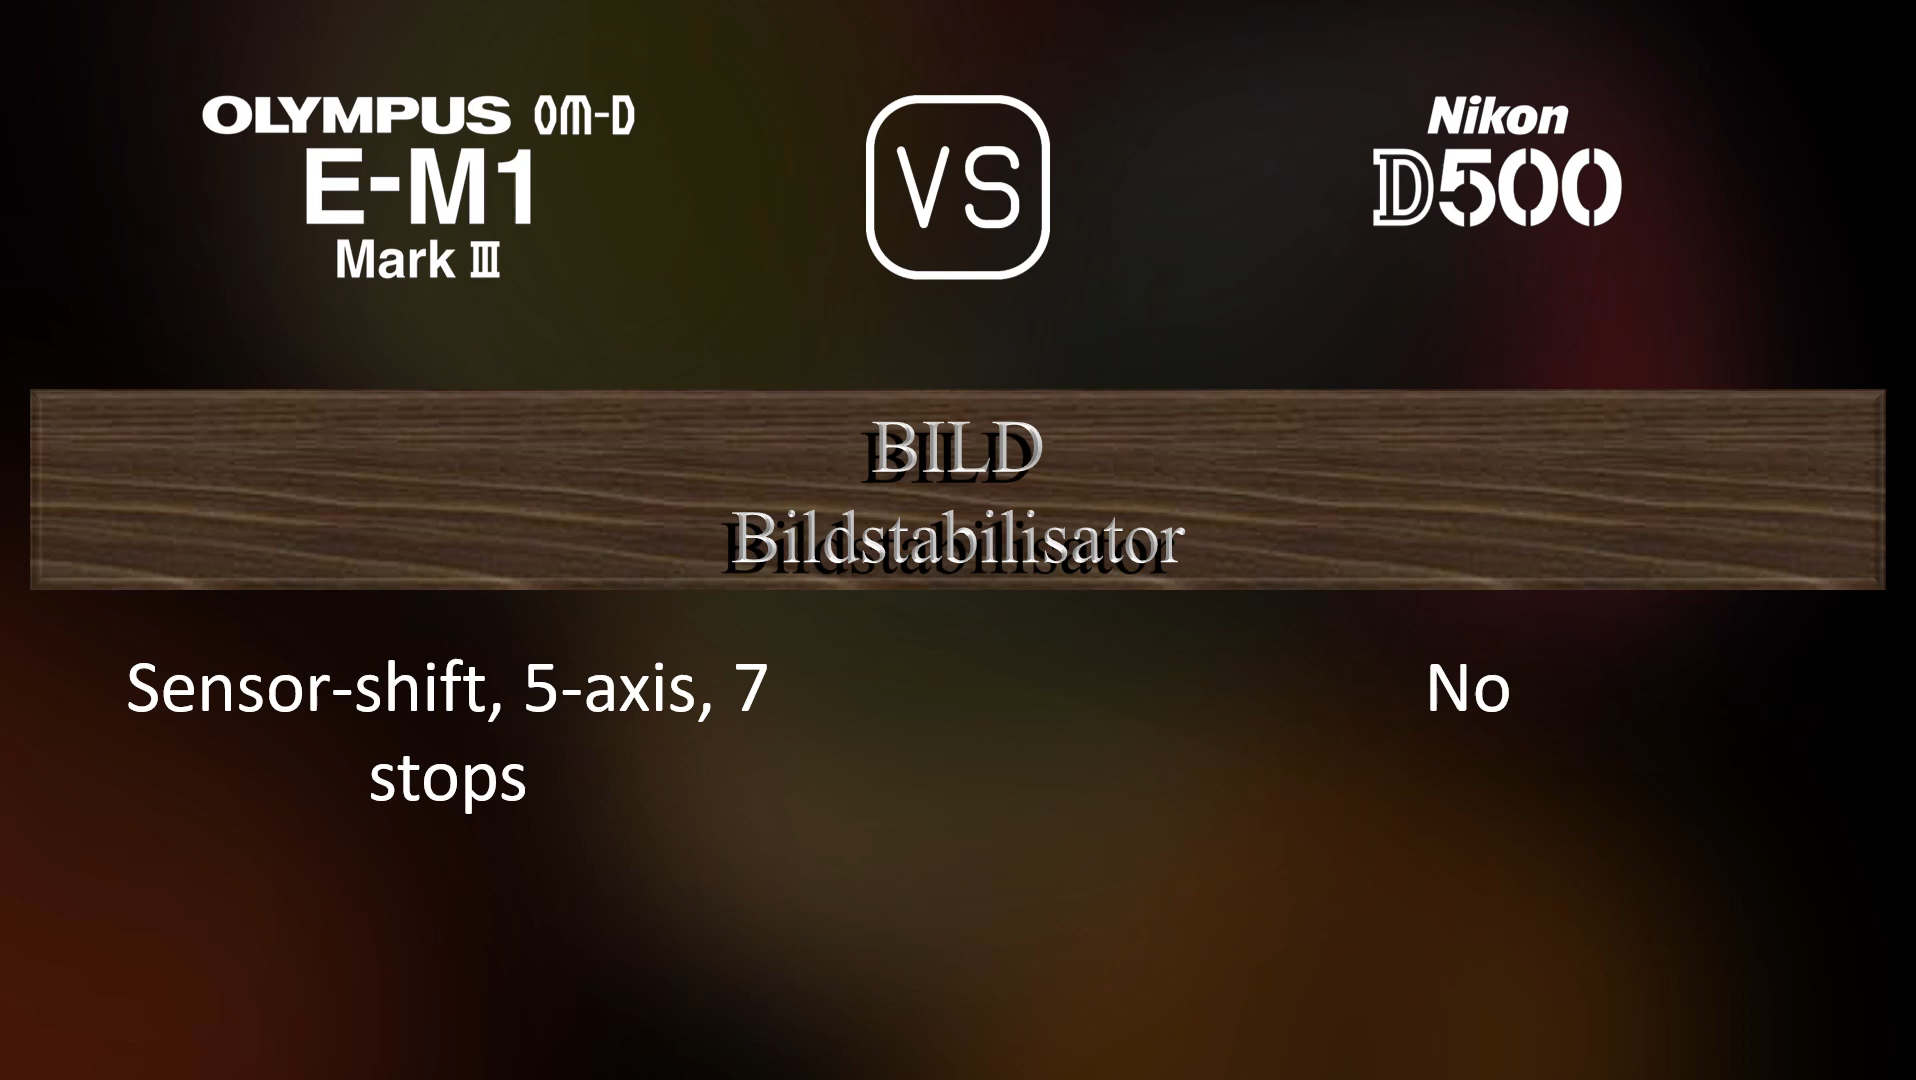 OLYMPUS OM-D
E-M1
Mark III
VS
Nikon
D500
BILD
Bildstabilisator
Sensor-shift, 5-axis, 7
stops
No